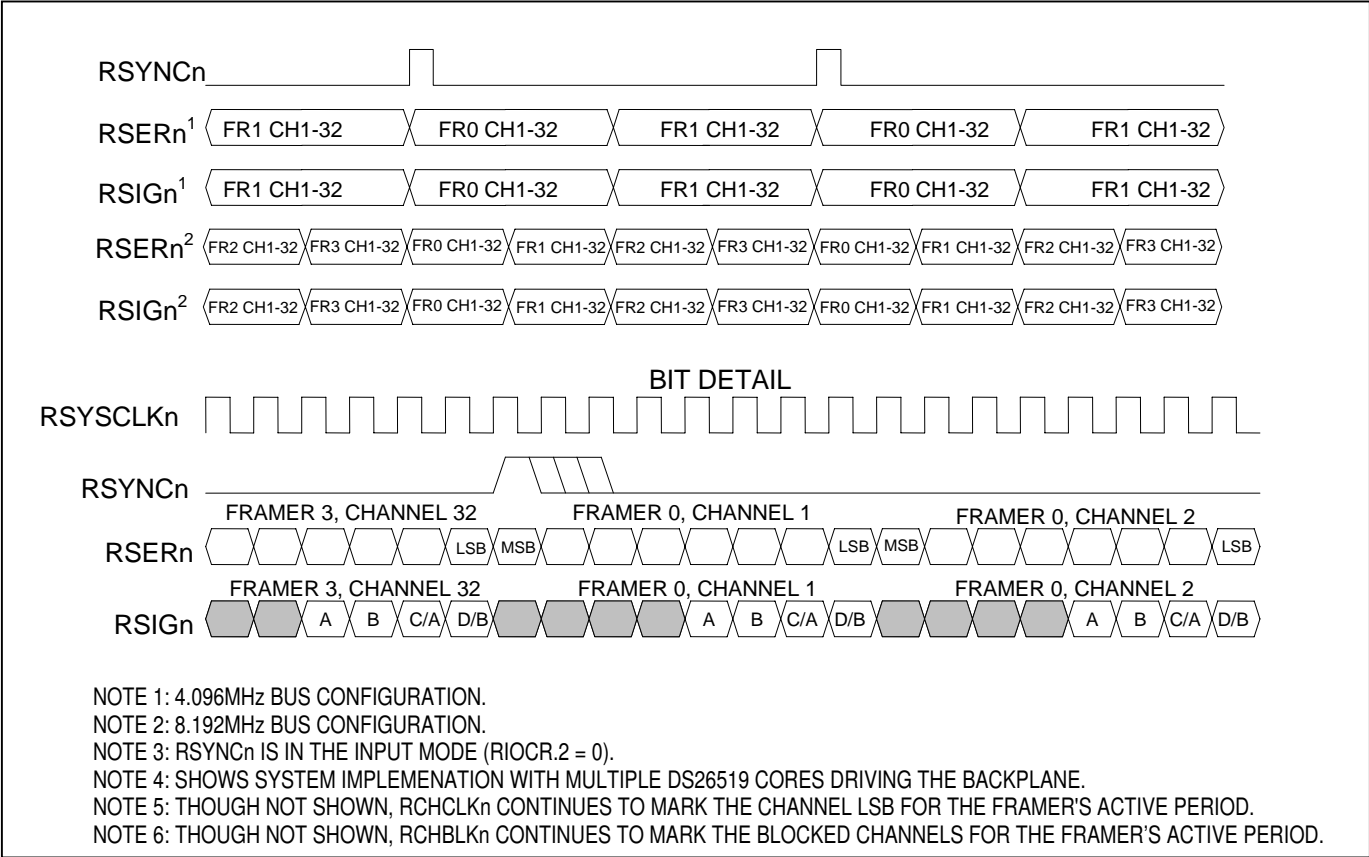 RSYNCn
RSERn1 FR1 CH1-32 FR0 CH1-32 FR1 CH1-32 FR0 CH1-32 FR1 CH1-32
RSIGn1 FR1 CH1-32 FR0 CH1-32 FR1 CH1-32 FR0 CH1-32 FR1 CH1-32
RSERn2 FR2 CH1-32 FR3 CH1-32 FR0 CH1-32 FR1 CH1-32 FR2 CH1-32 FR3 CH1-32 FR0 CH1-32 FR1 CH1-32 FR2 CH1-32 FR3 CH1-32
RSIGn2 FR2 CH1-32 FR3 CH1-32 FR0 CH1-32 FR1 CH1-32 FR2 CH1-32 FR3 CH1-32 FR0 CH1-32 FR1 CH1-32 FR2 CH1-32 FR3 CH1-32
BIT DETAIL
RSYSCLKn
RSYNCn
FRAMER 3, CHANNEL 32 FRAMER 0, CHANNEL 1 FRAMER 0, CHANNEL 2
RSERn LSB MSB LSB MSB LSB
FRAMER 3, CHANNEL 32 FRAMER 0, CHANNEL 1 FRAMER 0, CHANNEL 2
RSIGn A B C/A D/B A B C/A D/B A B C/A D/B
NOTE 1: 4.096MHz BUS CONFIGURATION.
NOTE 2: 8.192MHz BUS CONFIGURATION.
NOTE 3: RSYNCn IS IN THE INPUT MODE (RIOCR.2 = 0).
NOTE 4: SHOWS SYSTEM IMPLEMENATION WITH MULTIPLE DS26519 CORES DRIVING THE BACKPLANE.
NOTE 5: THOUGH NOT SHOWN, RCHCLKn CONTINUES TO MARK THE CHANNEL LSB FOR THE FRAMER'S ACTIVE PERIOD.
NOTE 6: THOUGH NOT SHOWN, RCHBLKn CONTINUES TO MARK THE BLOCKED CHANNELS FOR THE FRAMER’S ACTIVE PERIOD.